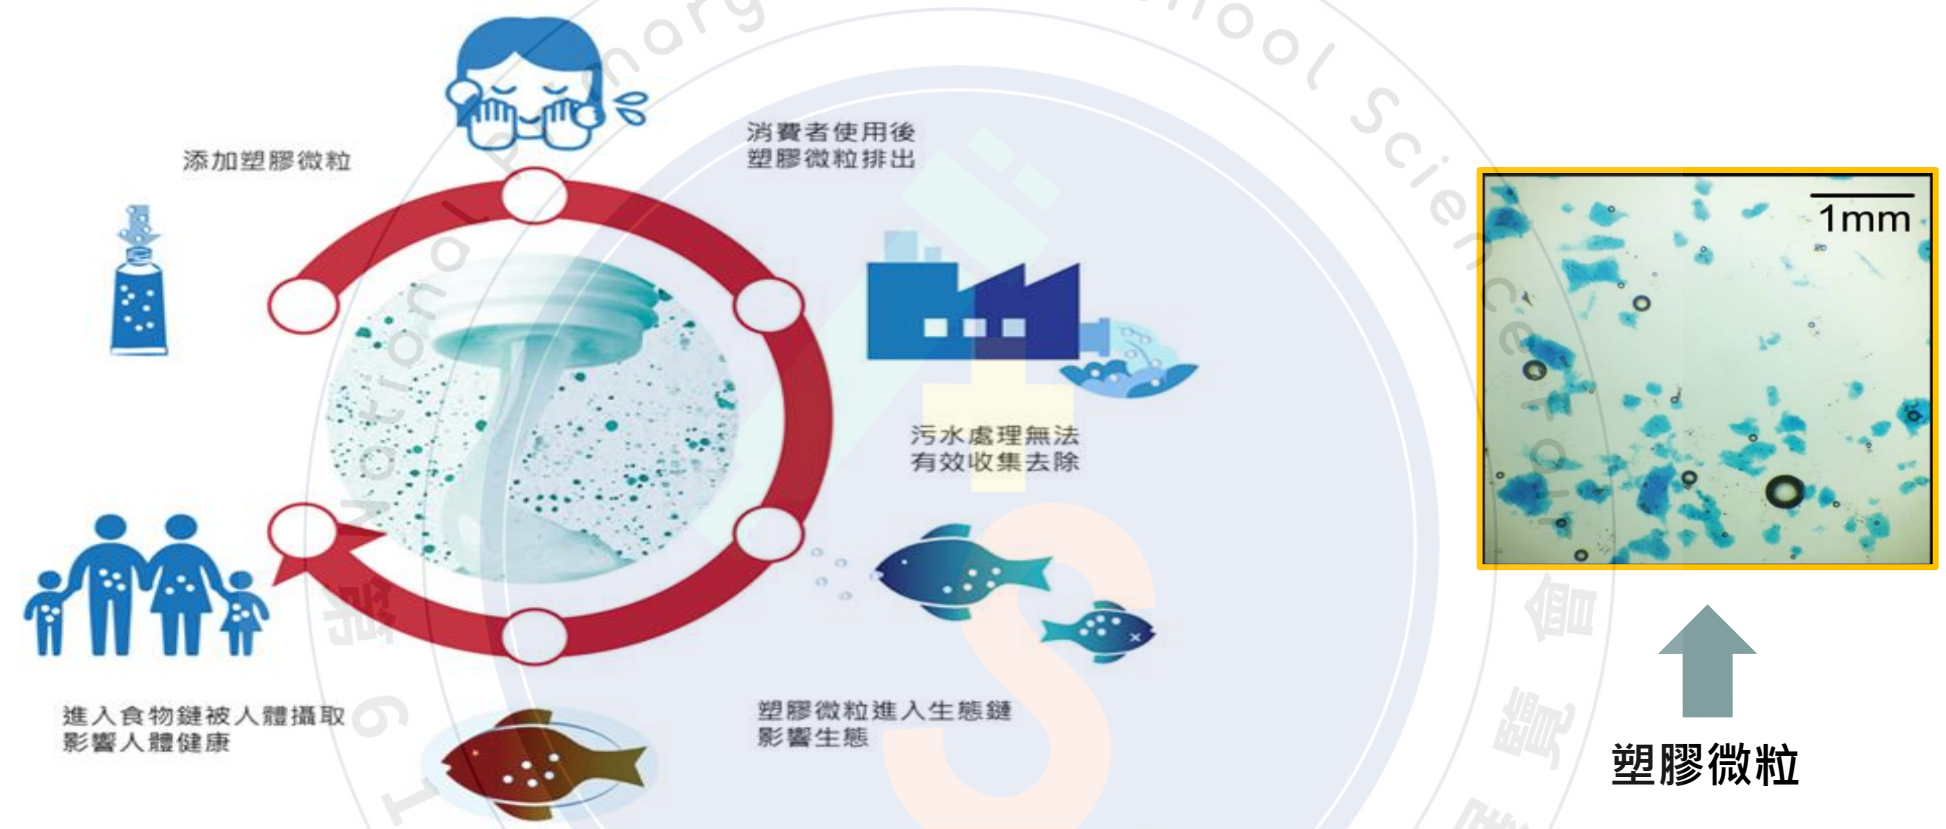 添加塑膠微粒
消費者使用後
塑膠微粒排出
污水處理無法
有效收集去除
塑膠微粒進入生態鏈
影響生態
進入食物鏈被人體攝取
影響人體健康
1mm
塑膠微粒